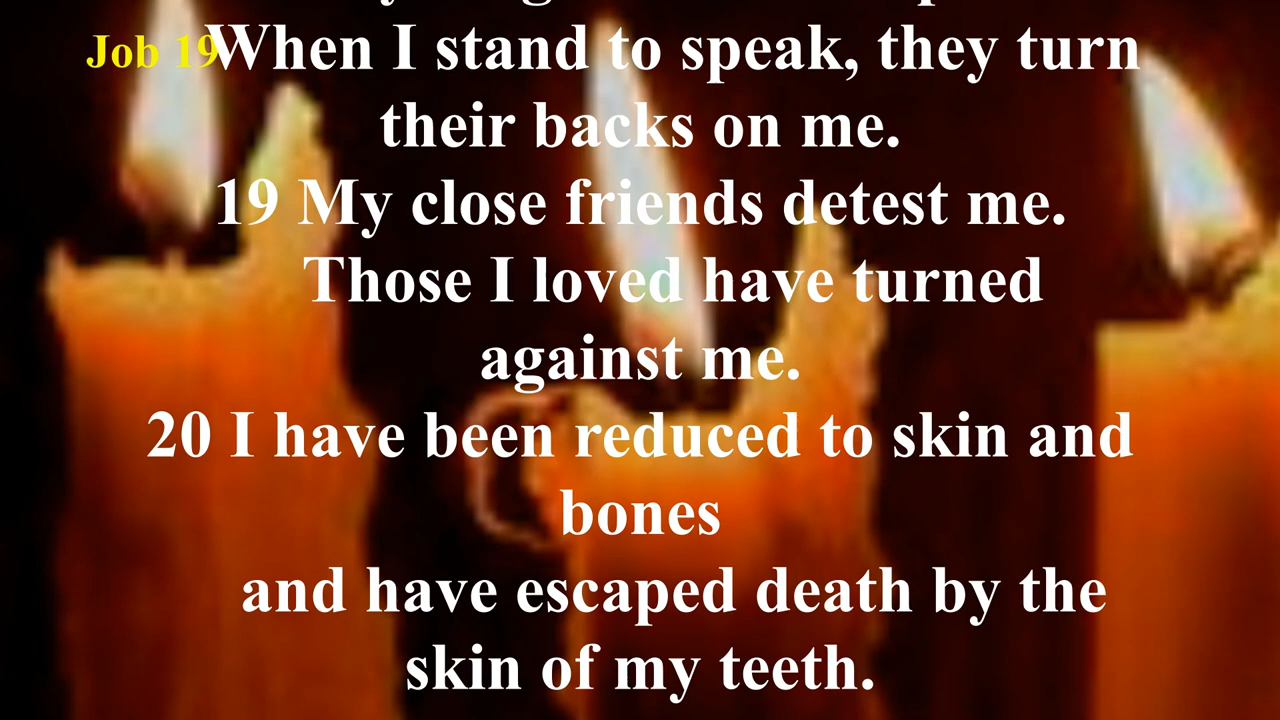 Job 19
When I stand to speak, they turn
their backs on me.
19 My close friends detest me.
Those I loved have turned
against me.
20 I have been reduced to skin and
bones
and have escaped death by the
skin of my teeth.